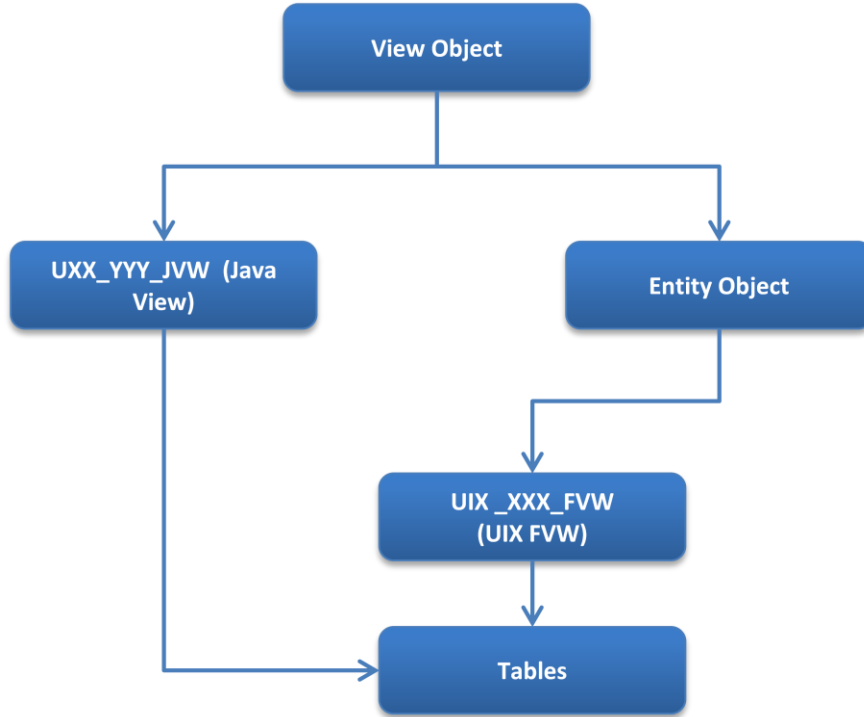 View Object
UXX_YYY_JVW (Java
View)
Entity Object
UIX _XXX_FVW
(UIX FVW)
Tables